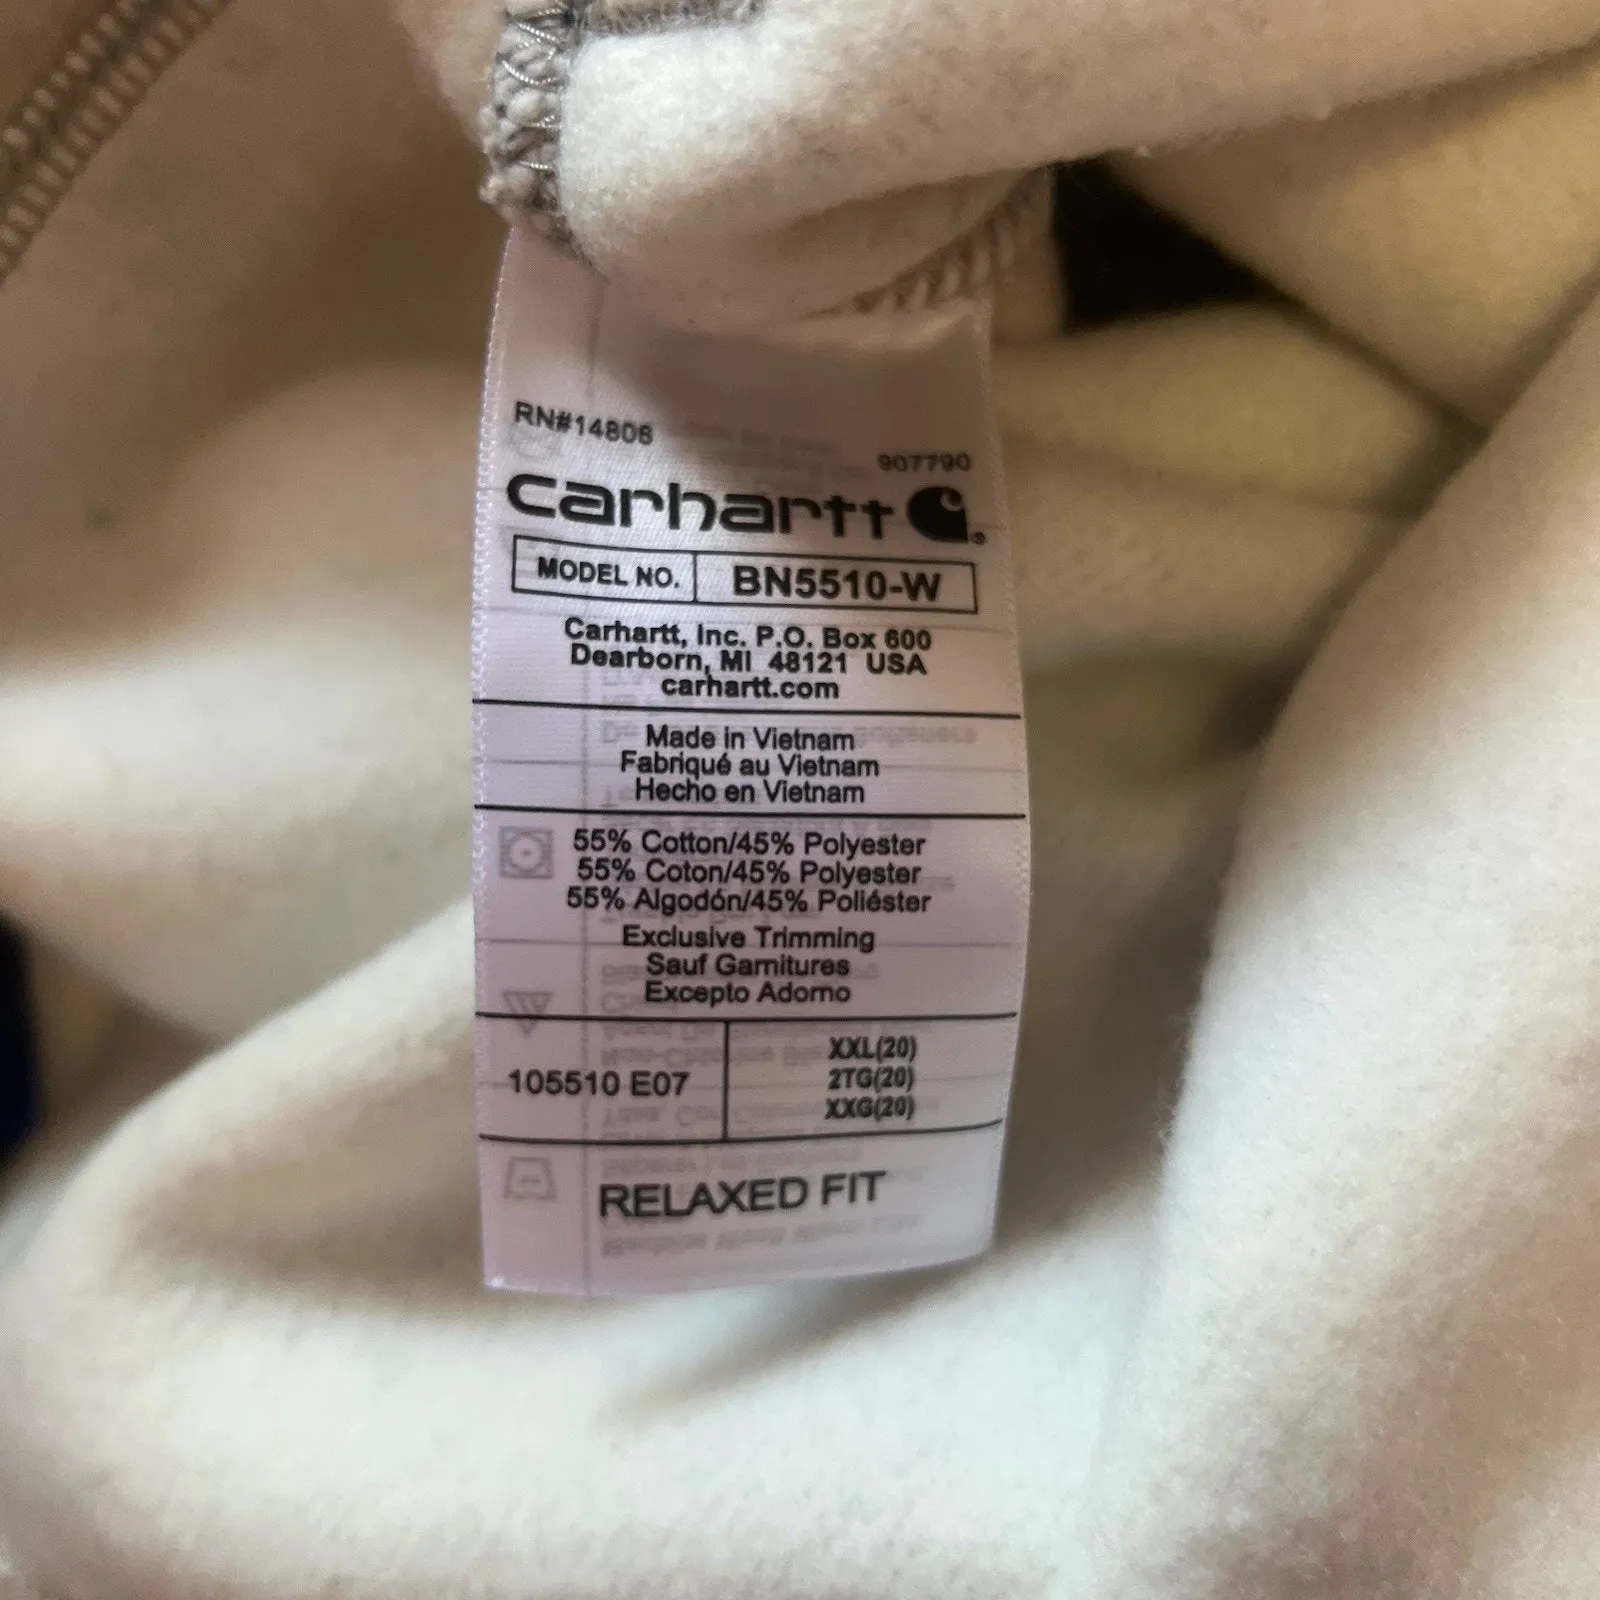 RN#14806
907790
carhartt
MODEL NO. BN5510-W
Carhartt, Inc. P.O. Box 600
Dearborn, MI 48121 USA
carhartt.com
Made in Vietnam
Fabriqué au Vietnam
Hecho en Vietnam
55% Cotton/45% Polyester
55% Coton/45% Polyester
55% Algodón/45% Poliéster
Exclusive Trimming
Sauf Garnitures
Excepto Adorno
105510 E07
XXL(20)
2TG(20)
XXG(20)
RELAXED FIT